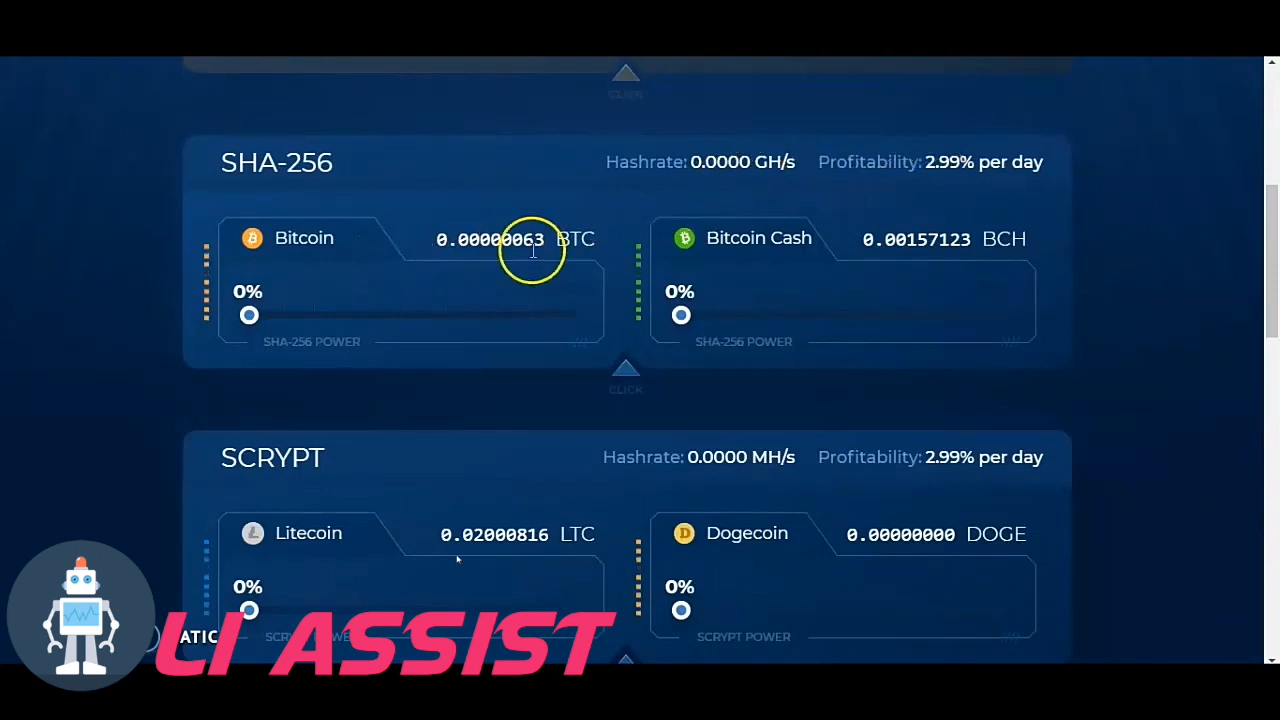 CLICK
SHA-256
Hashrate: 0.0000 GH/s Profitability: 2.99% per day
Bitcoin 0.00000063 BTC
0%
SHA-256 POWER
Bitcoin Cash 0.00157123 BCH
0%
SHA-256 POWER
CLICK
SCRYPT
Hashrate: 0.0000 MH/s Profitability: 2.99% per day
Litecoin 0.02000816 LTC
0%
Dogecoin 0.00000000 DOGE
0%
SCRYPT POWER
LI ASSIST